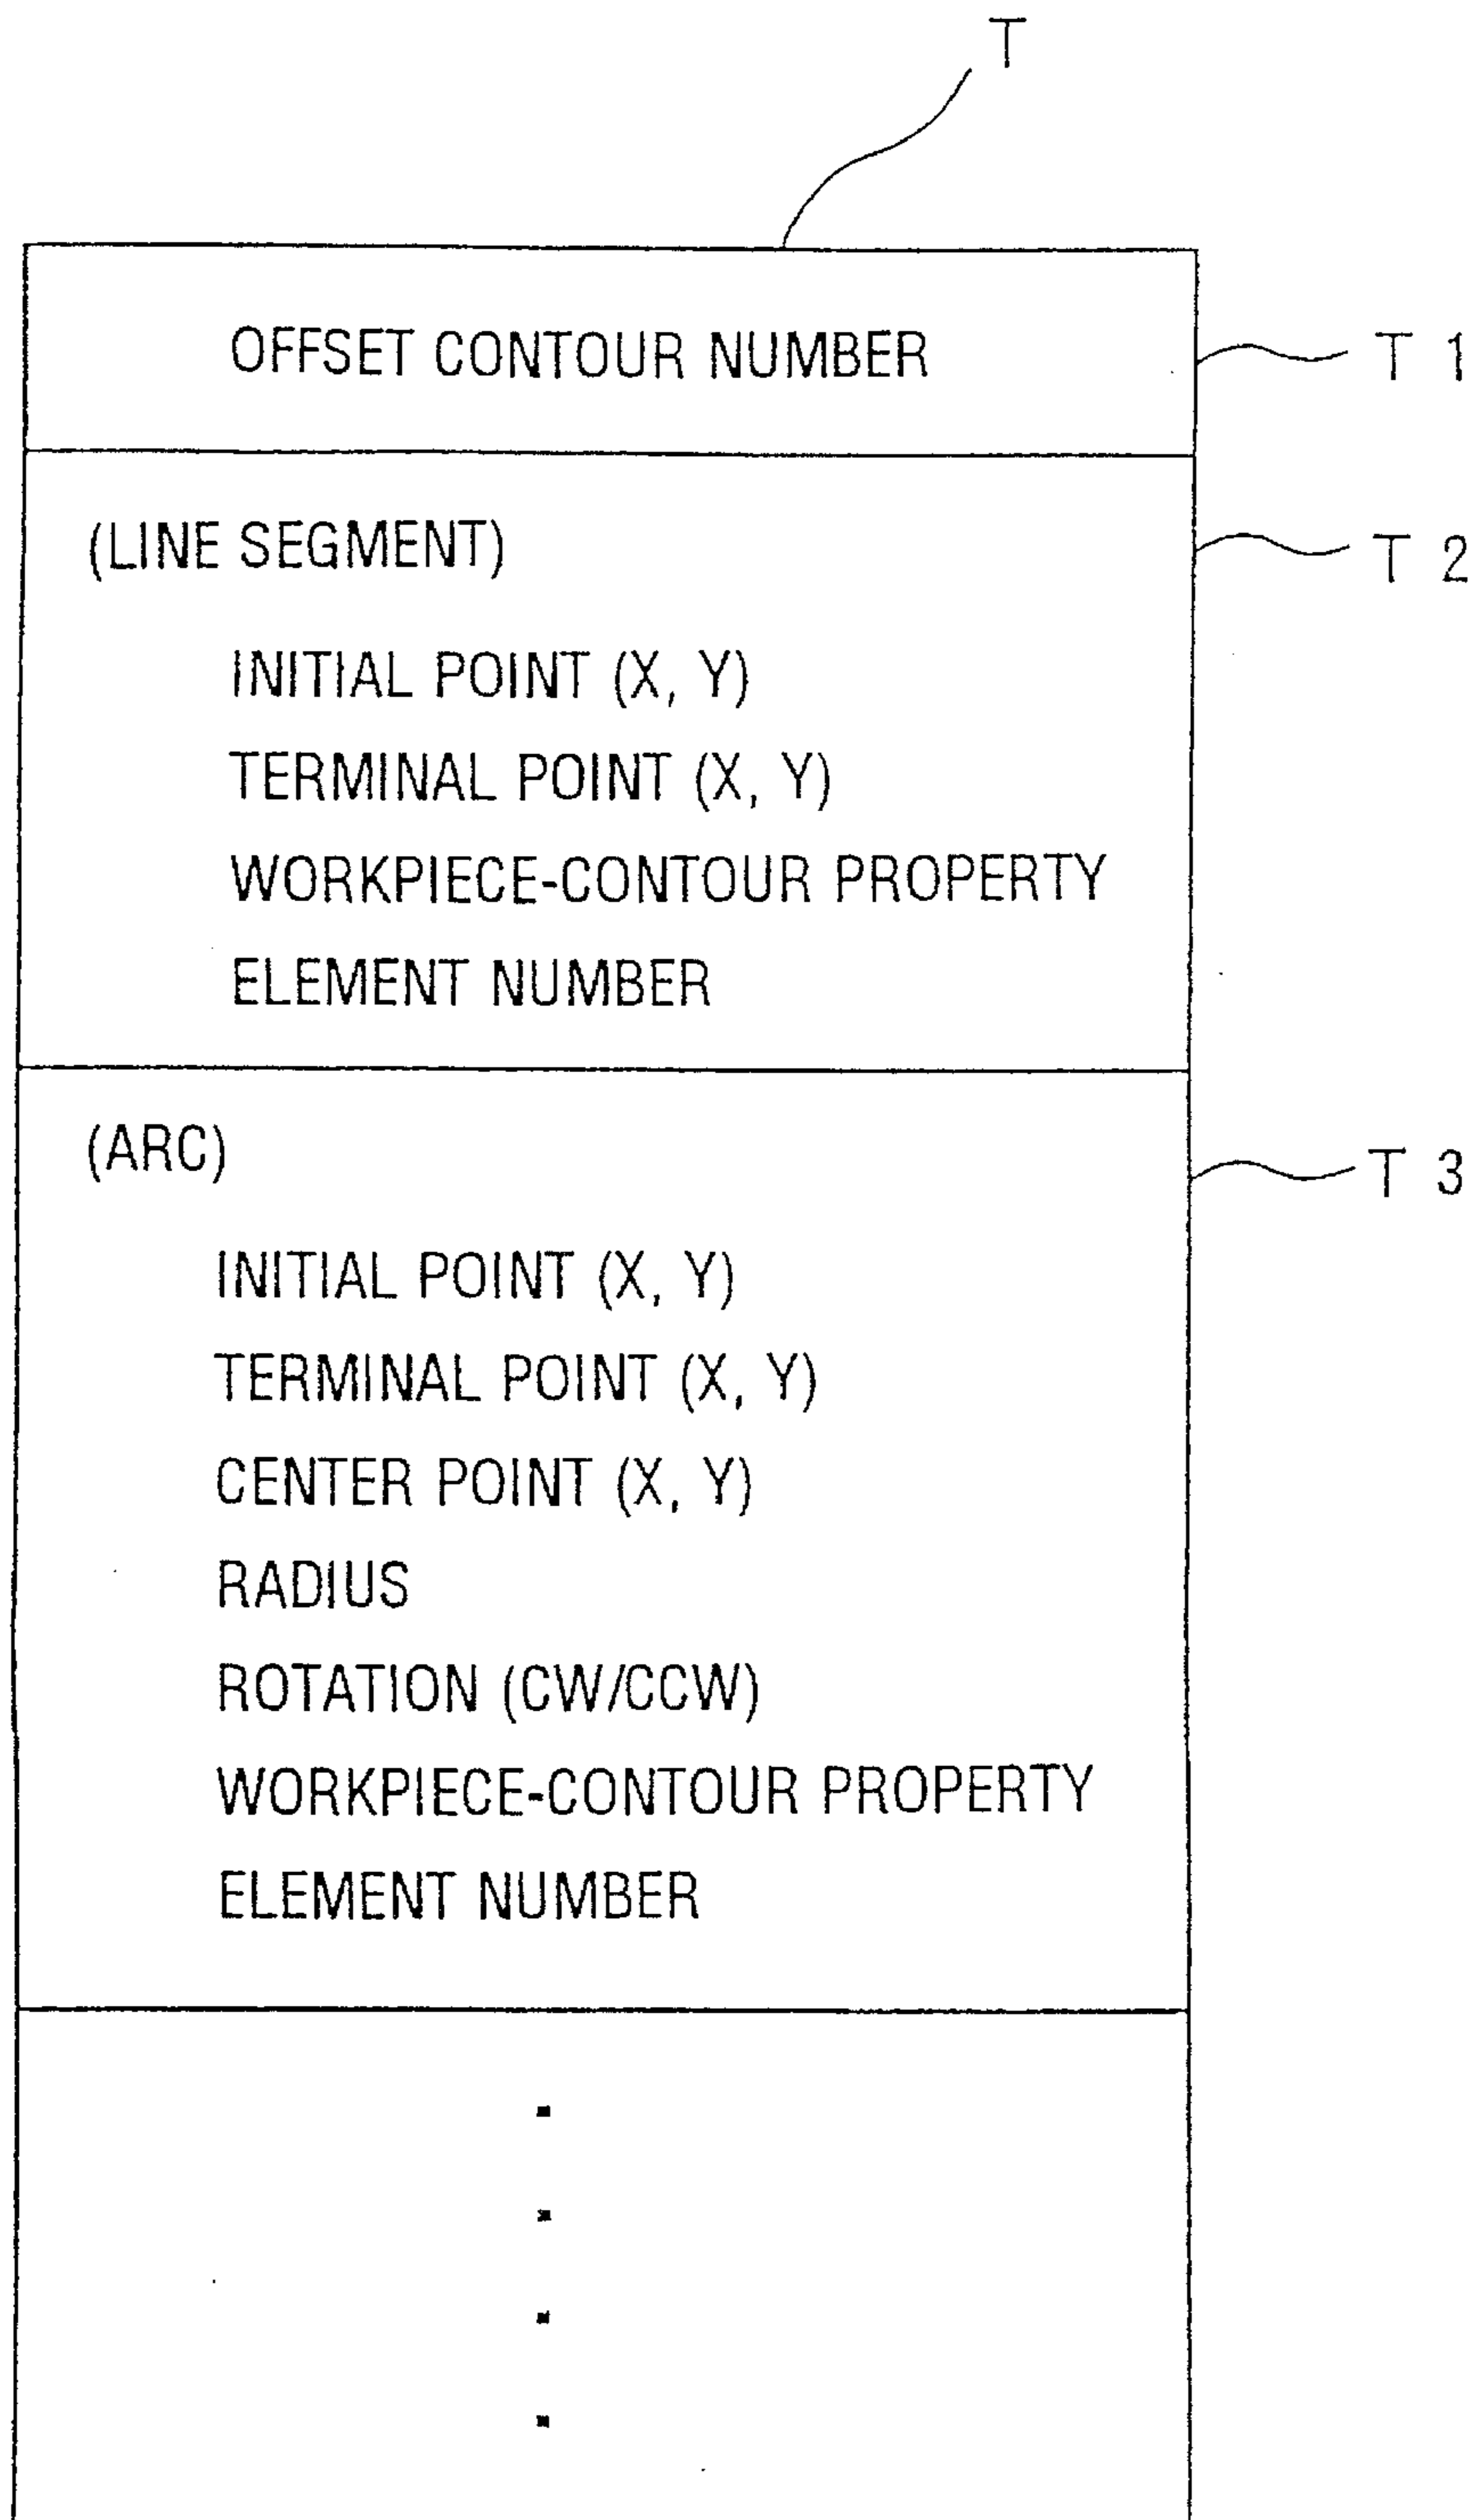 T
OFFSET CONTOUR NUMBER
T 1
(LINE SEGMENT)
T 2
INITIAL POINT (X, Y)
TERMINAL POINT (X, Y)
WORKPIECE-CONTOUR PROPERTY
ELEMENT NUMBER
(ARC)
T 3
INITIAL POINT (X, Y)
TERMINAL POINT (X, Y)
CENTER POINT (X, Y)
RADIUS
ROTATION (CW/CCW)
WORKPIECE-CONTOUR PROPERTY
ELEMENT NUMBER